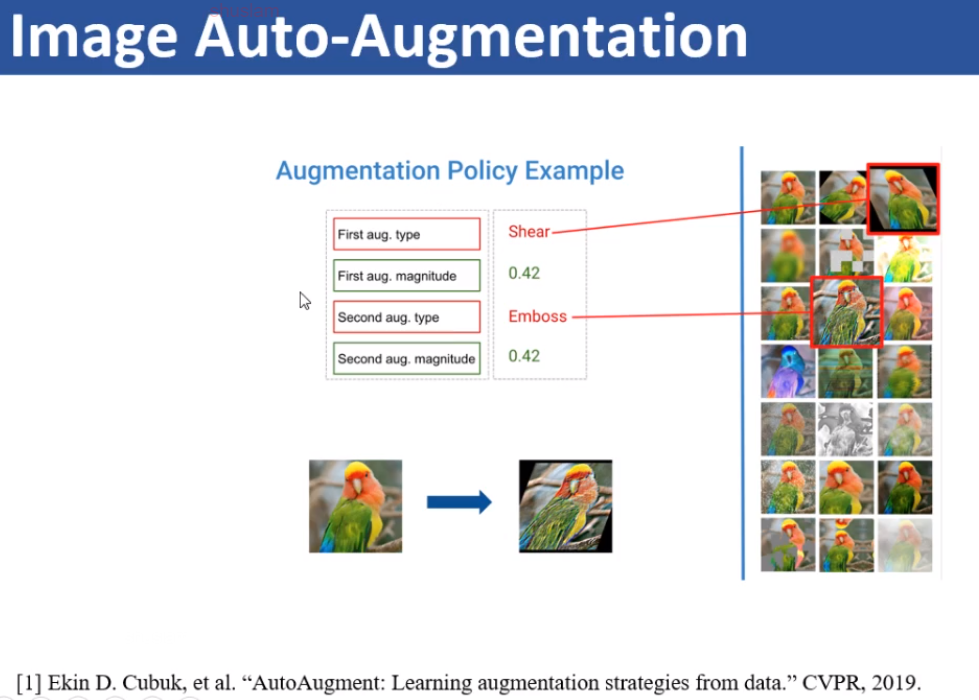 Image Auto-Augmentation
Augmentation Policy Example
First aug. type
Shear
First aug. magnitude
0.42
Second aug. type
Emboss
Second aug. magnitude
0.42
[1] Ekin D. Cubuk, et al. “AutoAugment: Learning augmentation strategies from data.” CVPR, 2019.